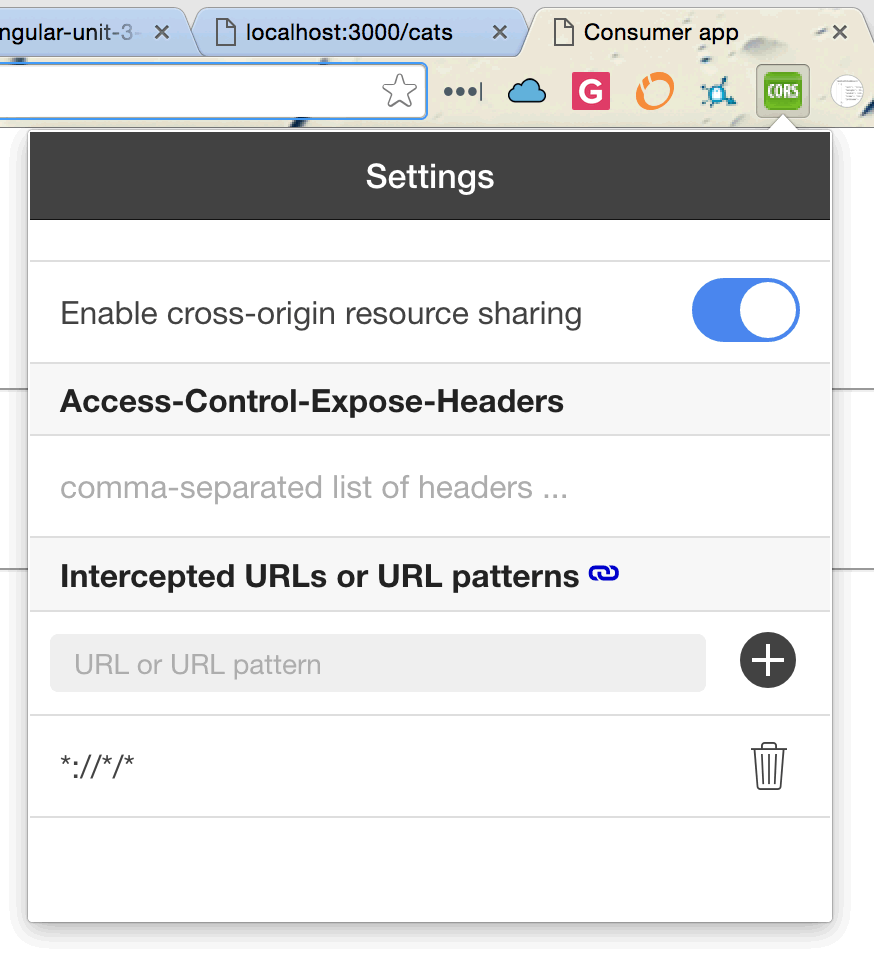 ngular-unit-3-
localhost:3000/cats
Consumer app
G
CORS
Settings
Enable cross-origin resource sharing
Access-Control-Expose-Headers
comma-separated list of headers ...
Intercepted URLs or URL patterns
URL or URL pattern
*://*/*